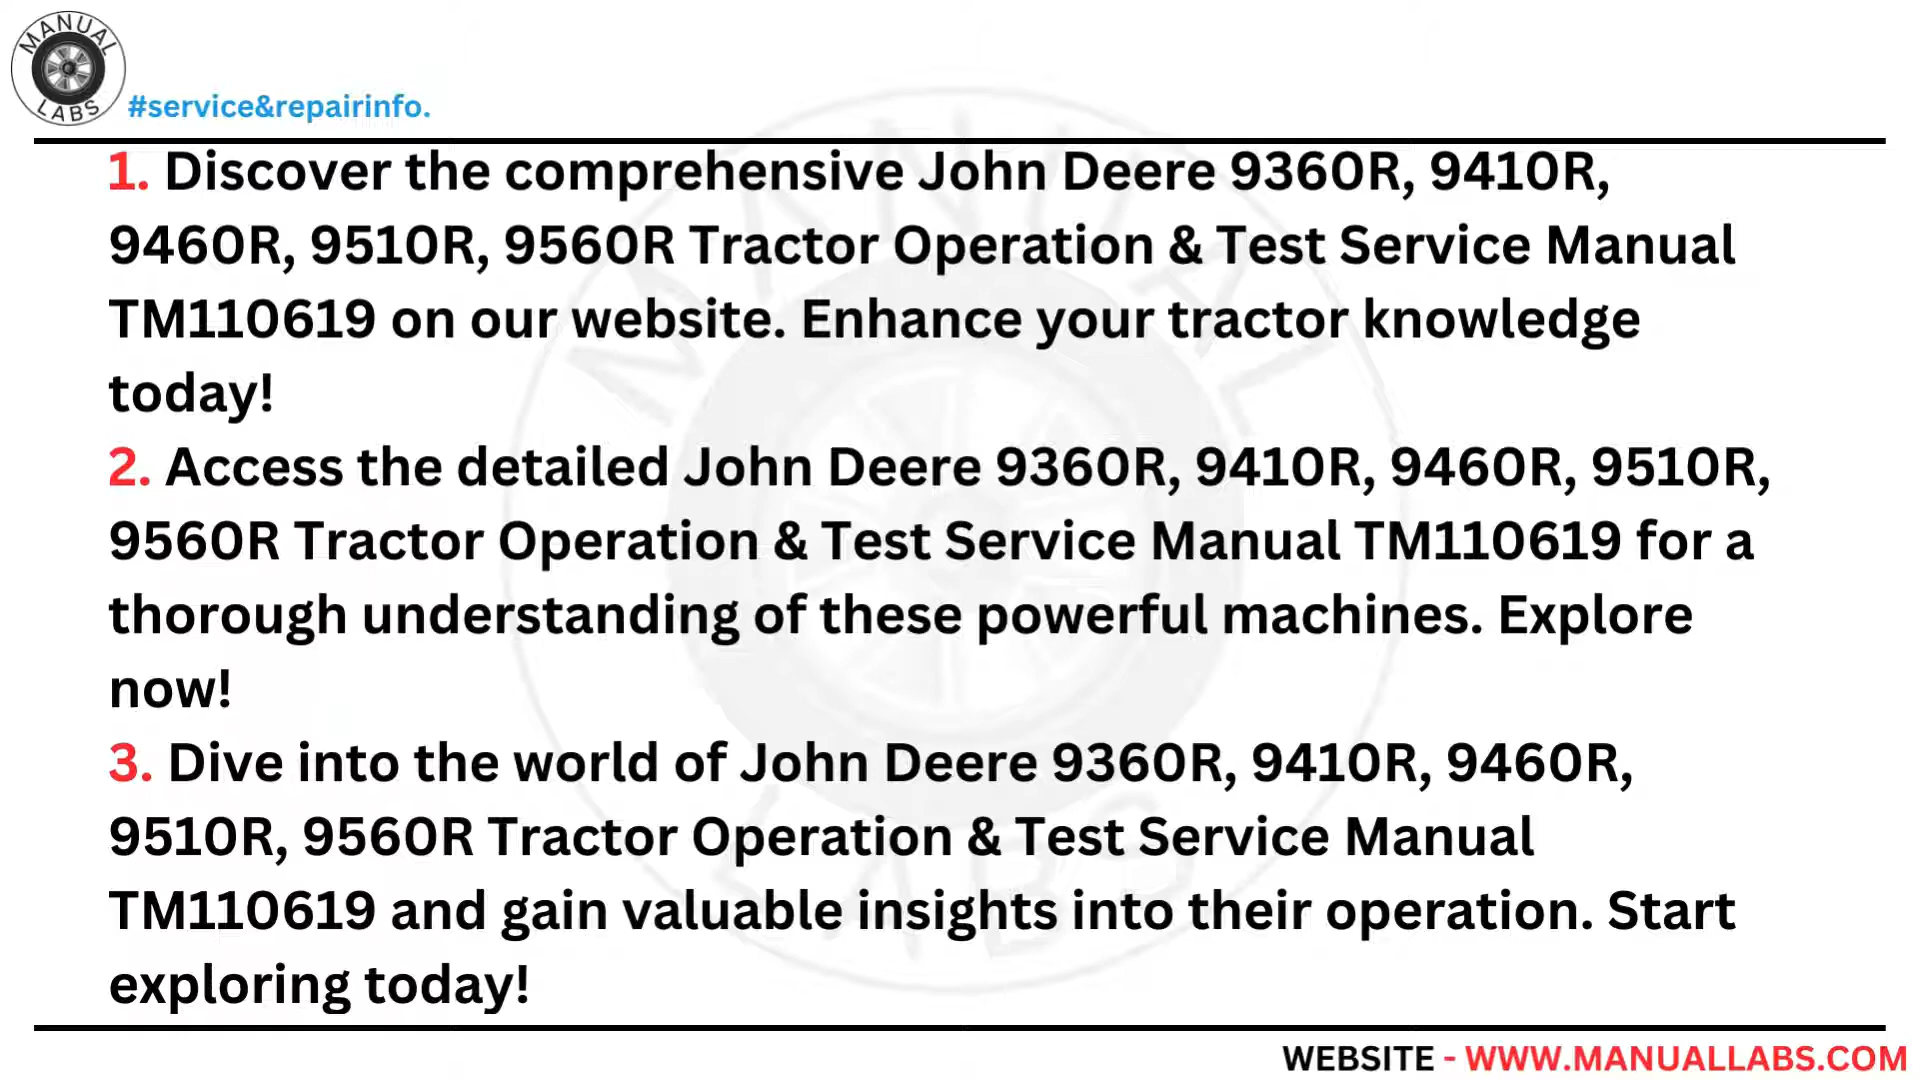 MANUAL
LABS
#service&repairinfo.
1. Discover the comprehensive John Deere 9360R, 9410R,
9460R, 9510R, 9560R Tractor Operation & Test Service Manual
TM110619 on our website. Enhance your tractor knowledge
today!
2. Access the detailed John Deere 9360R, 9410R, 9460R, 9510R,
9560R Tractor Operation & Test Service Manual TM110619 for a
thorough understanding of these powerful machines. Explore
now!
3. Dive into the world of John Deere 9360R, 9410R, 9460R,
9510R, 9560R Tractor Operation & Test Service Manual
TM110619 and gain valuable insights into their operation. Start
exploring today!
MANUAL
LABS
WEBSITE - WWW.MANUALLABS.COM